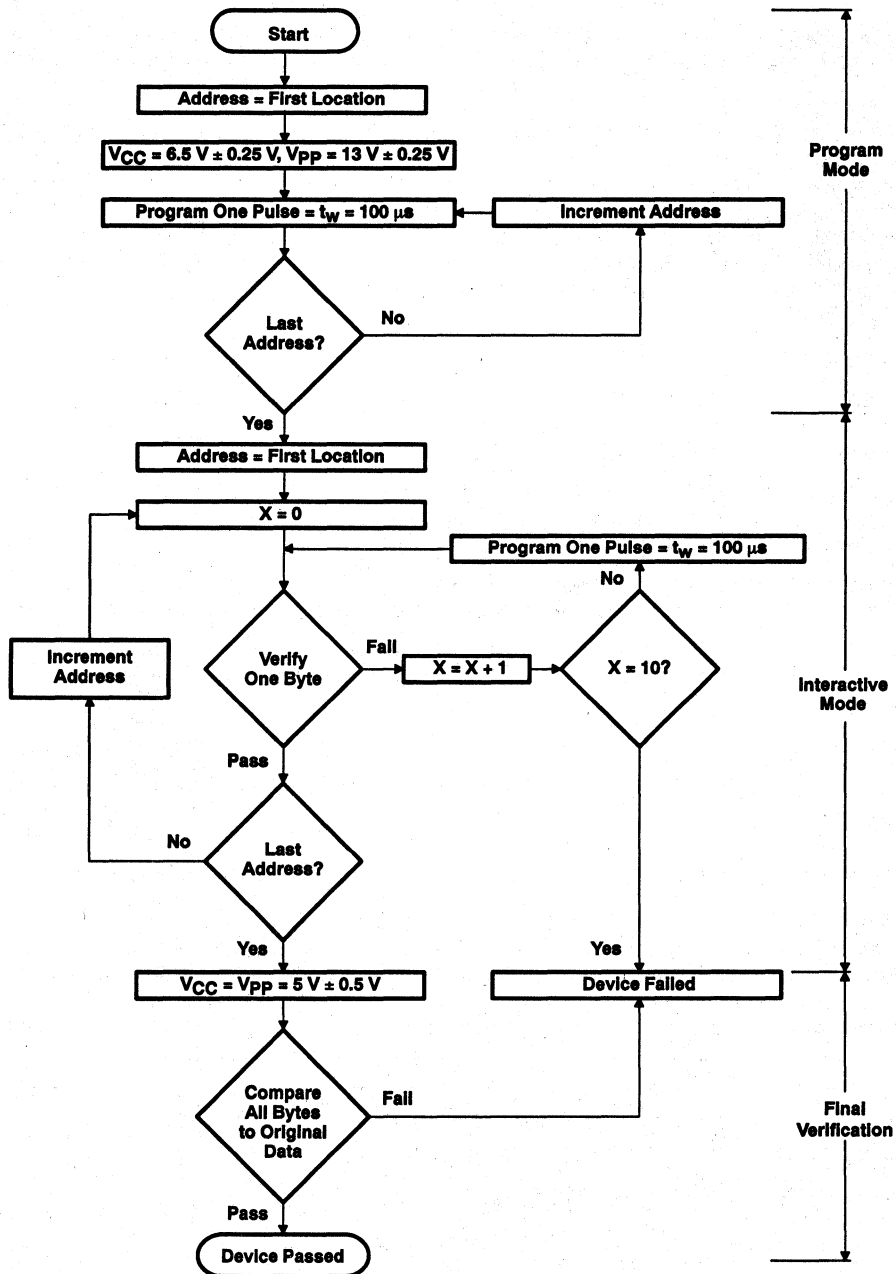 Start
Address = First Location
VCC = 6.5 V ± 0.25 V, VPP = 13 V ± 0.25 V
Program
Mode
Program One Pulse = tw = 100 μs
Increment Address
Last
Address?
No
Yes
Address = First Location
X = 0
Program One Pulse = tw = 100 μs
No
Increment
Address
Verify
One Byte
Fail
X = X + 1
X = 10?
Interactive
Mode
Pass
No
Last
Address?
Yes
Yes
VCC = VPP = 5 V ± 0.5 V
Device Failed
Compare
All Bytes
to Original
Data
Fail
Final
Verification
Pass
Device Passed